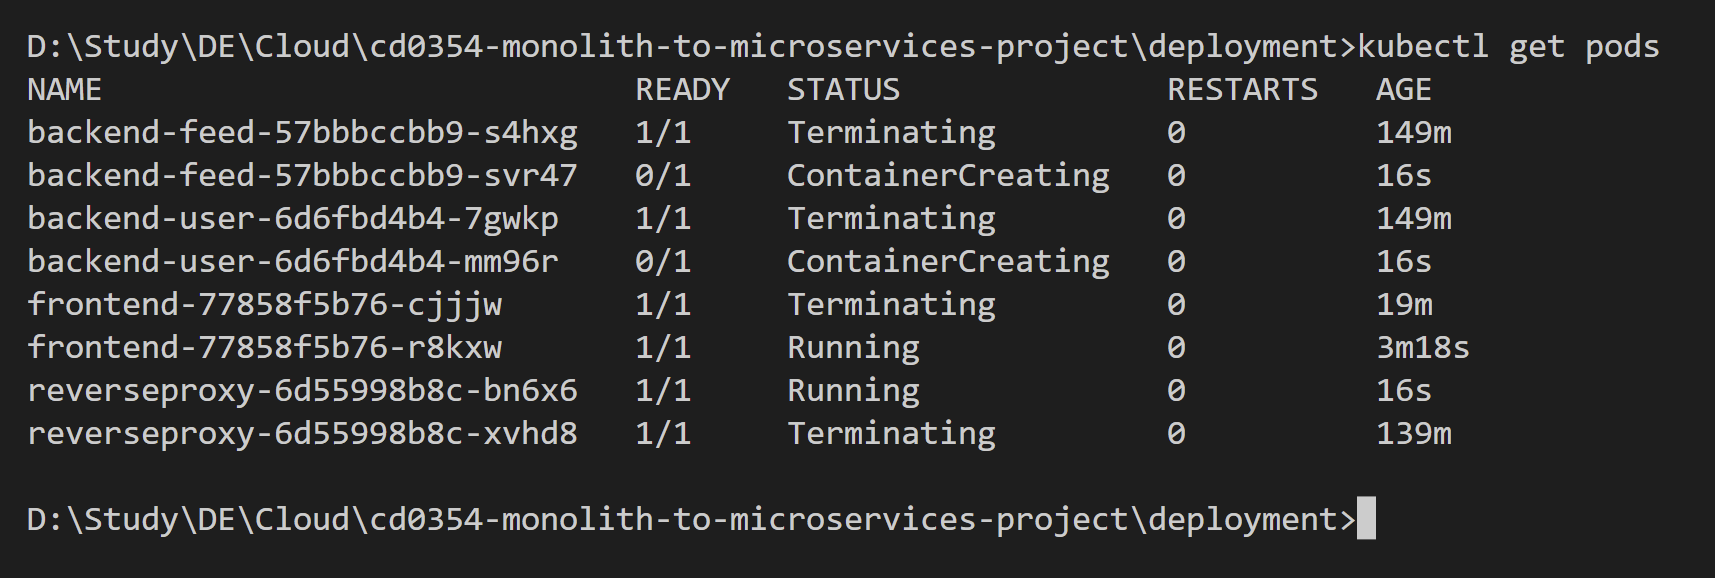 D:\Study\DE\Cloud\cd0354-monolith-to-microservices-project\deployment>kubectl get pods
NAME READY STATUS RESTARTS AGE
backend-feed-57bbbccbb9-s4hxg 1/1 Terminating 0 149m
backend-feed-57bbbccbb9-svr47 0/1 ContainerCreating 0 16s
backend-user-6d6fbd4b4-7gwkp 1/1 Terminating 0 149m
backend-user-6d6fbd4b4-mm96r 0/1 ContainerCreating 0 16s
frontend-77858f5b76-cjjjw 1/1 Terminating 0 19m
frontend-77858f5b76-r8kxw 1/1 Running 0 3m18s
reverseproxy-6d55998b8c-bn6x6 1/1 Running 0 16s
reverseproxy-6d55998b8c-xvhd8 1/1 Terminating 0 139m
D:\Study\DE\Cloud\cd0354-monolith-to-microservices-project\deployment>